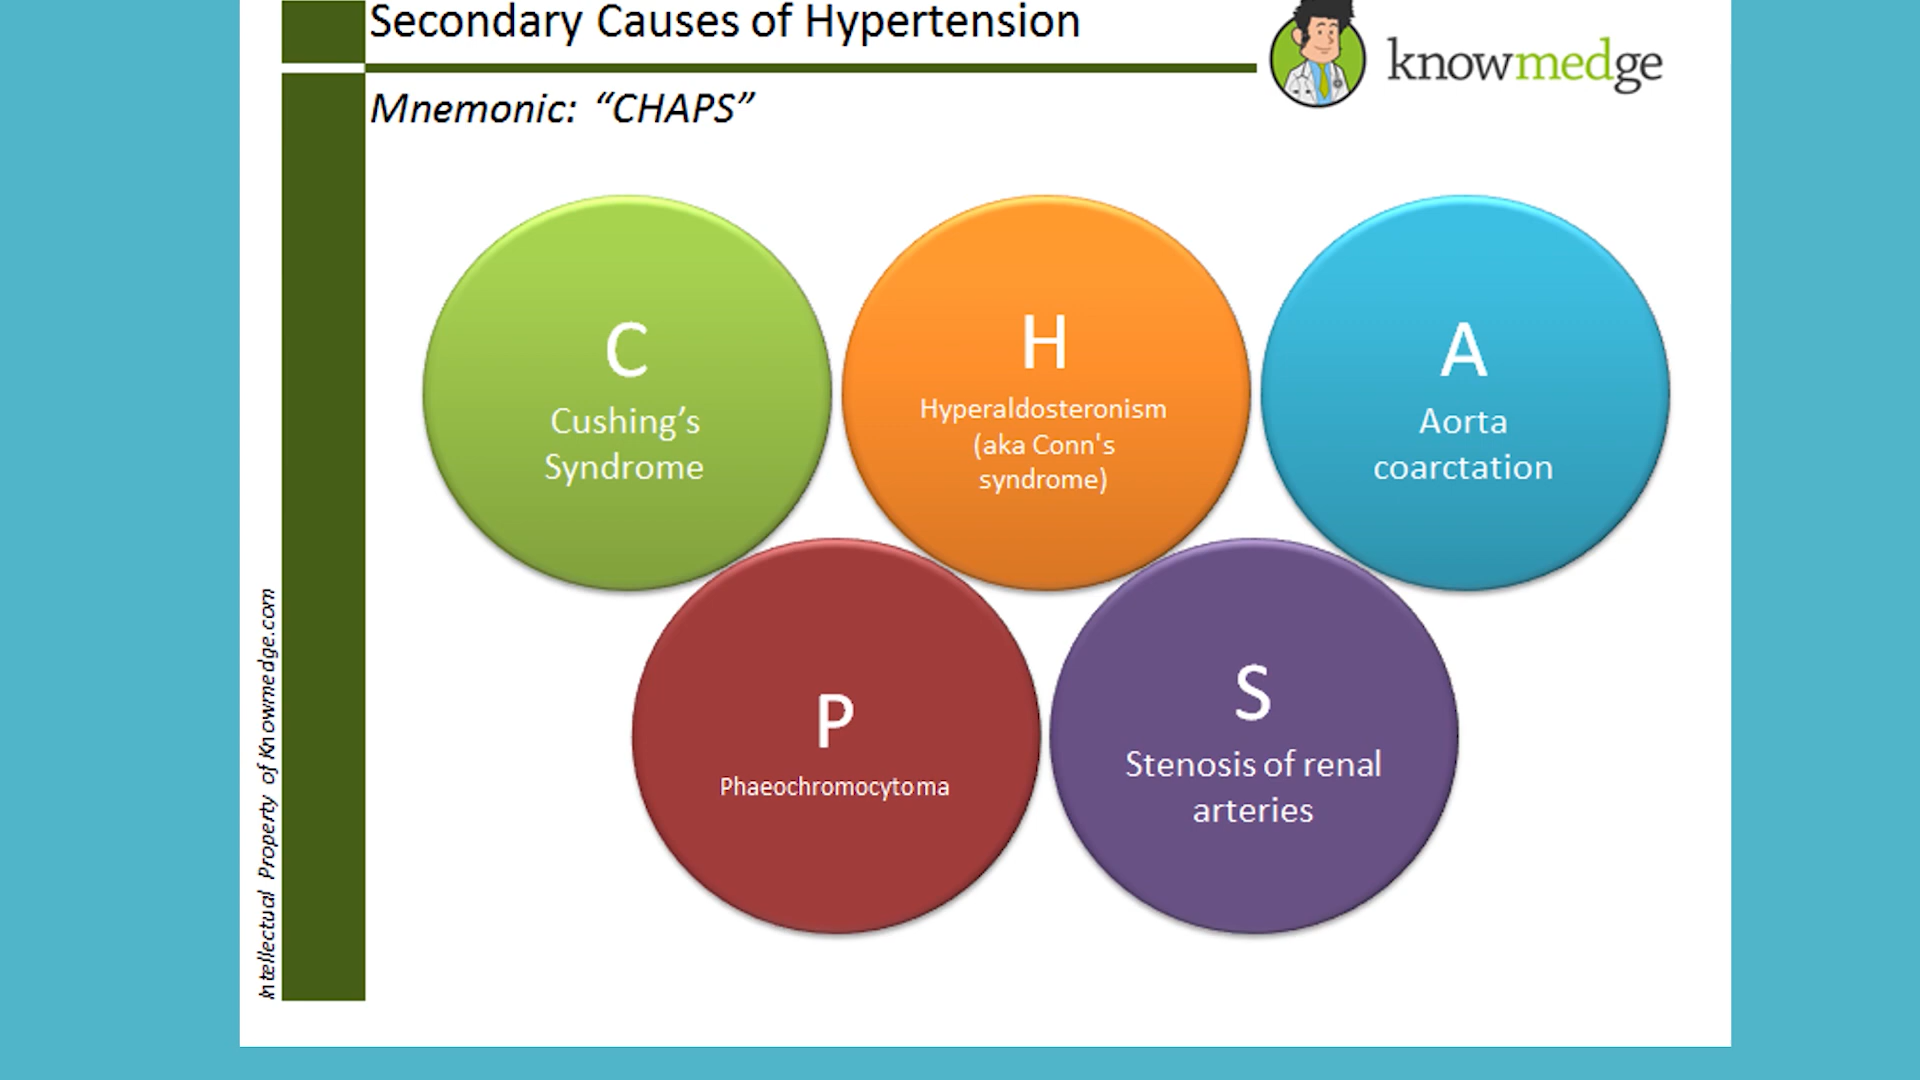 Secondary Causes of Hypertension
knowmedge
Mnemonic: “CHAPS”
C
Cushing’s
Syndrome
H
Hyperaldosteronism
(aka Conn's
syndrome)
A
Aorta
coarctation
P
Phaeochromocytoma
S
Stenosis of renal
arteries
Intellectual Property of Knowmedge.com